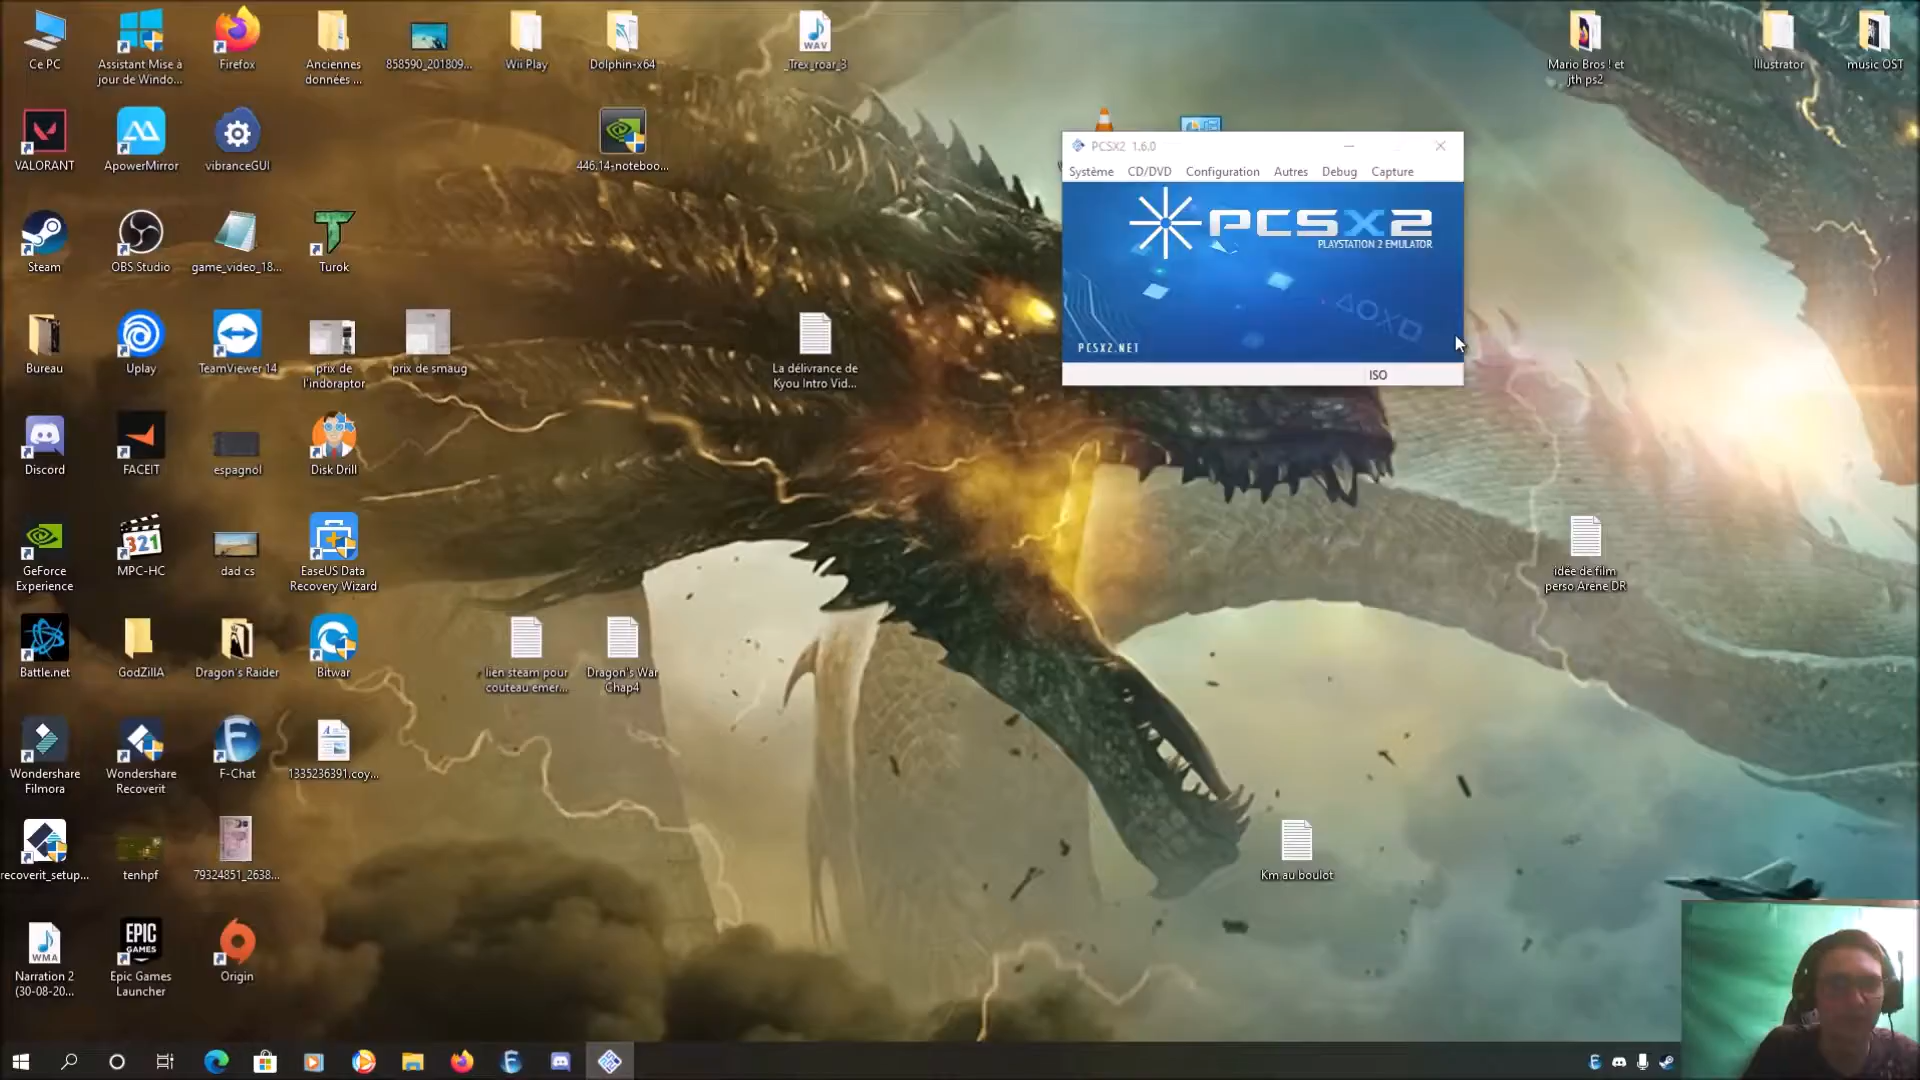 Ce PC
Assistant Mise à
jour de Windo...
Firefox
Anciennes
données ...
858590_201809...
Wii Play
Dolphin-x64
WAV
_Trex_roar_3
Mario Bros ! et
jth ps2
Illustrator
music OST
VALORANT
ApowerMirror
vibranceGUI
446.14-noteboo...
PCSX2 1.6.0
Système
CD/DVD
Configuration
Autres
Debug
Capture
PCSX2
PLAYSTATION 2 EMULATOR
PCSX2.NET
ISO
Steam
OBS Studio
game_video_18...
Turok
Bureau
Uplay
TeamViewer 14
prix de
l'indoraptor
prix de smaug
La délivrance de
Kyou Intro Vid...
Discord
FACEIT
espagnol
Disk Drill
GeForce
Experience
321
MPC-HC
dad cs
EaseUS Data
Recovery Wizard
idée de film
perso Arene DR
Battle.net
GodZillA
Dragon's Raider
Bitwar
lien steam pour
couteau emer...
Dragon's War
Chap4
Wondershare
Filmora
Wondershare
Recoverit
F-Chat
1335236391.coy...
recoverit_setup...
tenhpf
79324851_2638...
Km au boulot
WMA
Narration 2
(30-08-20...
EPIC
GAMES
Epic Games
Launcher
Origin